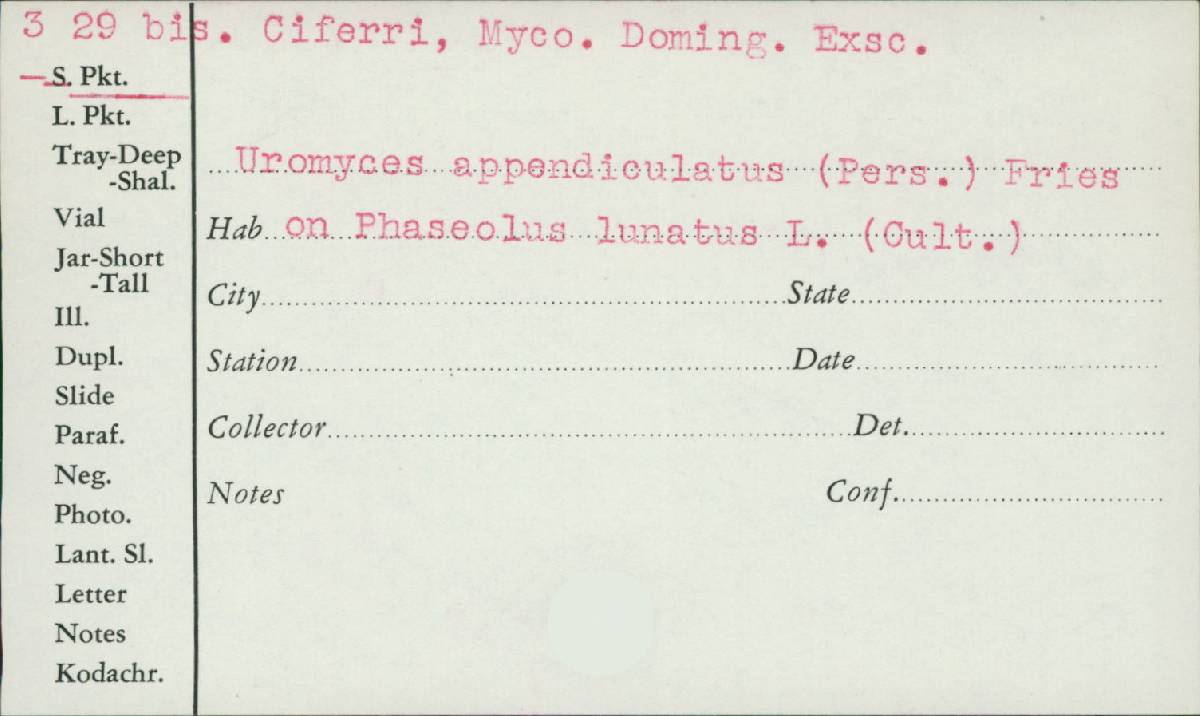 3 29 bis. Ciferri, Myco. Doming. Exsc.
S. Pkt.
L. Pkt.
Tray-Deep
-Shal.
Vial
Jar-Short
-Tall
Ill.
Dupl.
Slide
Paraf.
Neg.
Photo.
Lant. Sl.
Letter
Notes
Kodachr.
Uromyces appendiculatus (Pers.) Fries
Hab on Phaseolus lunatus L. (Cult.)
City State
Station Date
Collector Det.
Notes Conf.